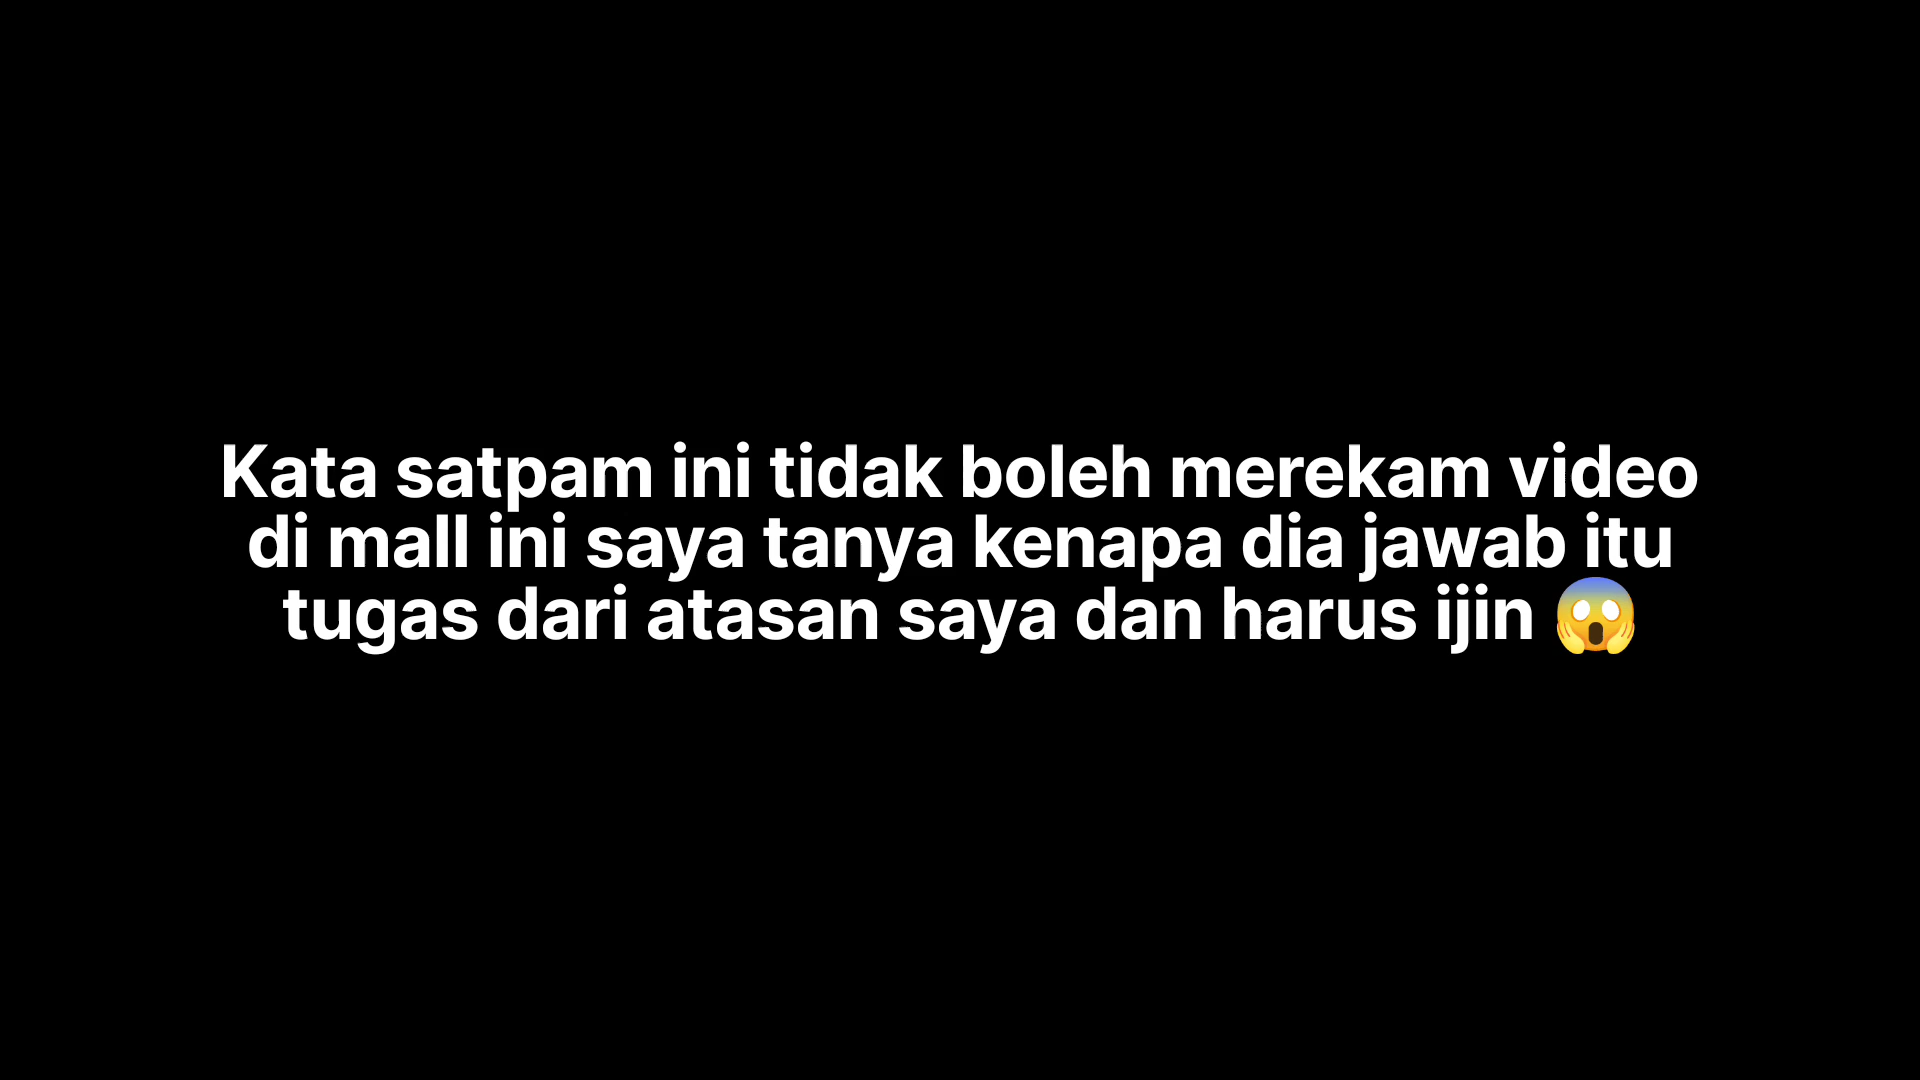 Kata satpam ini tidak boleh merekam video
di mall ini saya tanya kenapa dia jawab itu
tugas dari atasan saya dan harus ijin 😱